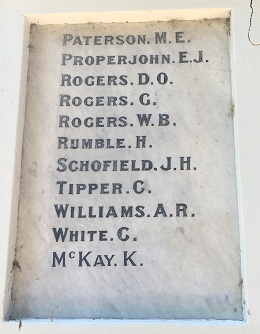 PATERSON. M. E.
PROPERJOHN. E.J.
ROGERS. D.O.
ROGERS. G.
ROGERS. W.B.
RUMBLE. H.
SCHOFIELD. J.H.
TIPPER. C.
WILLIAMS. A.R.
WHITE. C.
McKAY. K.